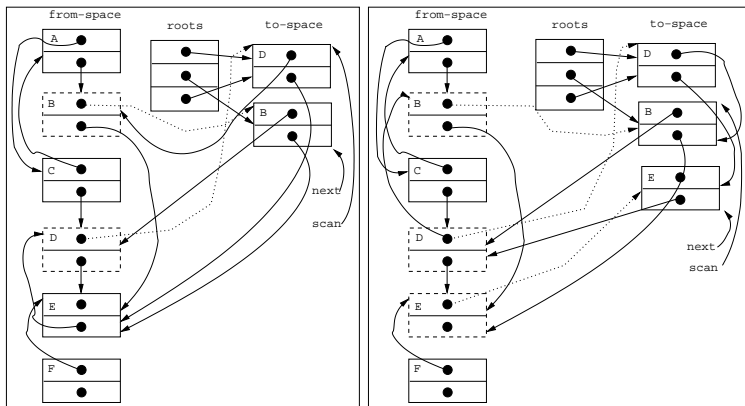 from-space
roots
to-space
A
D
B
B
C
next
scan
D
E
F
from-space
roots
to-space
A
D
B
B
C
E
D
next
scan
E
F